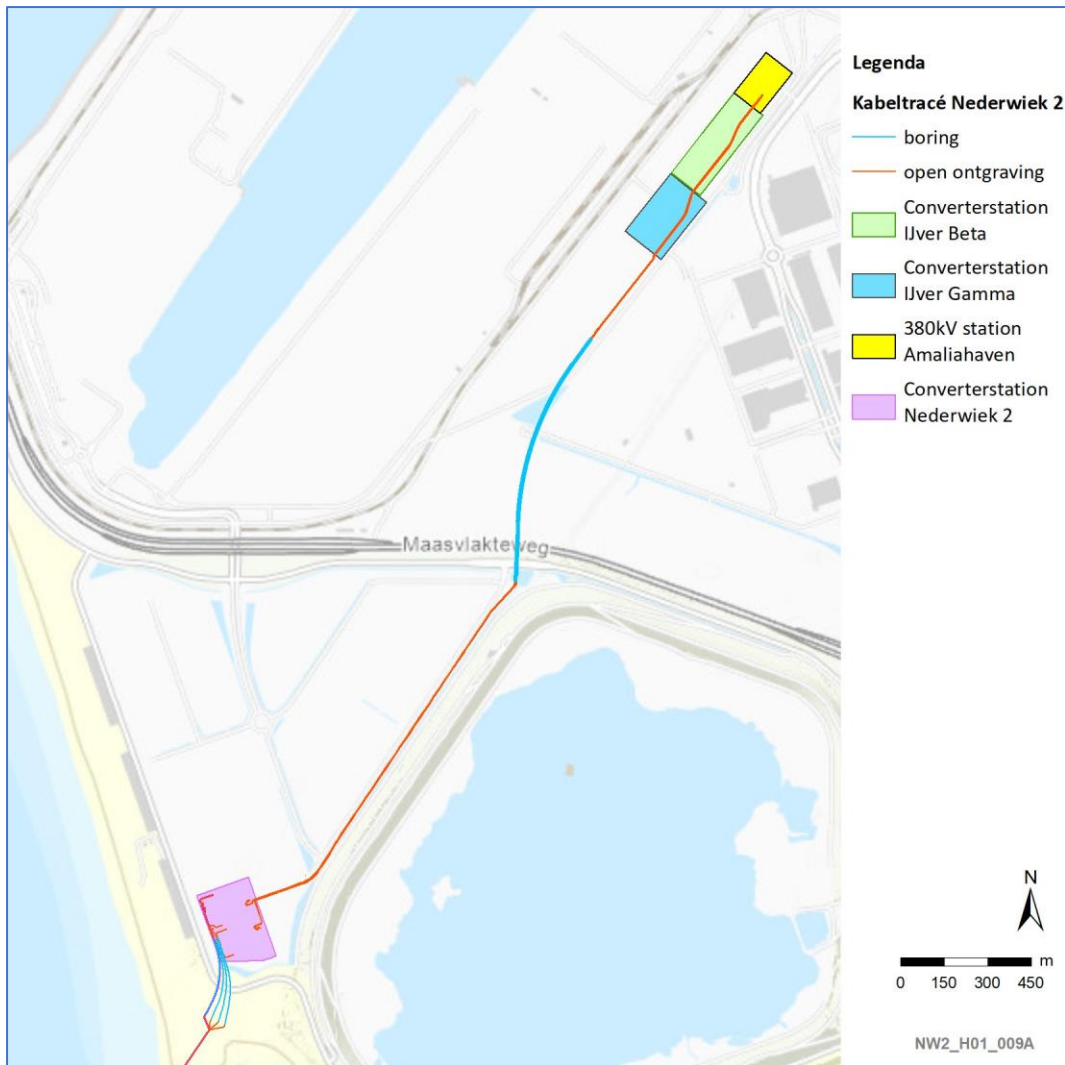 Legenda
Kabeltracé Nederwiek 2
boring
open ontgraving
Converterstation
IJver Beta
Converterstation
IJver Gamma
380kV station
Amaliahaven
Converterstation
Nederwiek 2
Maasvlakteweg
N
m
0 150 300 450
NW2_H01_009A